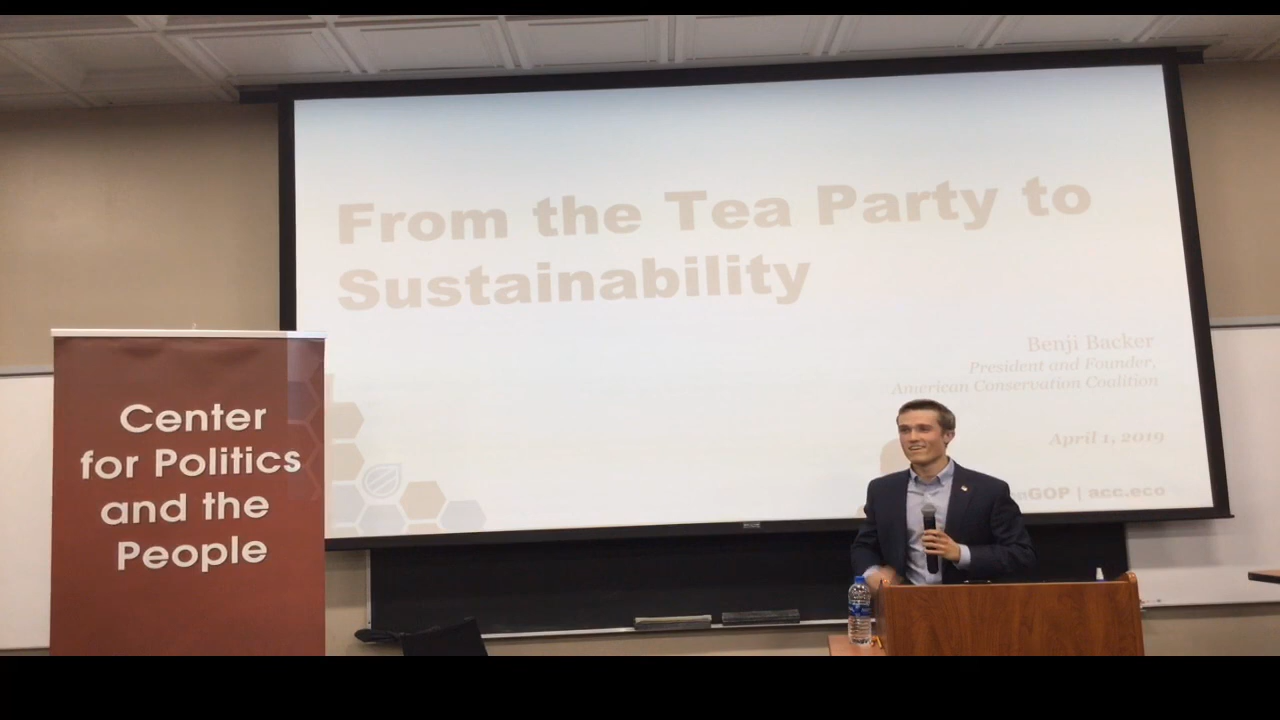 From the Tea Party to
Sustainability
Benji Backer
President and Founder,
American Conservation Coalition
April 1, 2019
enGOP | acc.eco
Center
for Politics
and the
People